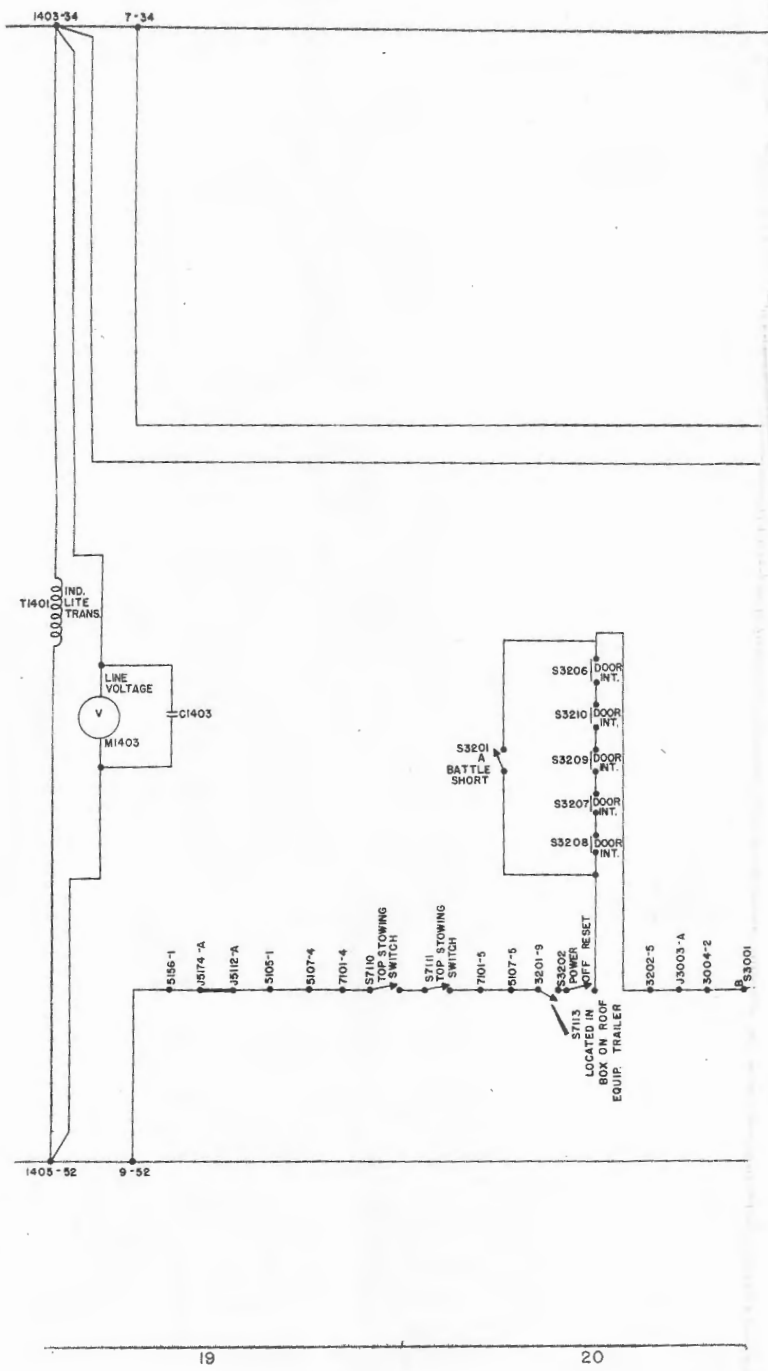 1403-34
7-34
T1401
IND.
LITE
TRANS.
LINE
VOLTAGE
V
M1403
C1403
S3206
DOOR
INT.
S3210
DOOR
INT.
S3201
A
BATTLE
SHORT
S3209
DOOR
INT.
S3207
DOOR
INT.
S3208
DOOR
INT.
5156-1
J5174-A
J5112-A
5105-1
5107-4
7101-4
S7110
TOP STOWING
SWITCH
S7111
TOP STOWING
SWITCH
7101-5
5107-5
3201-9
S3202
POWER
OFF RESET
3202-5
J3003-A
3004-2
B
S3001
S7113
LOCATED IN
BOX ON ROOF
EQUIP. TRAILER
1405-52
9-52
19
20